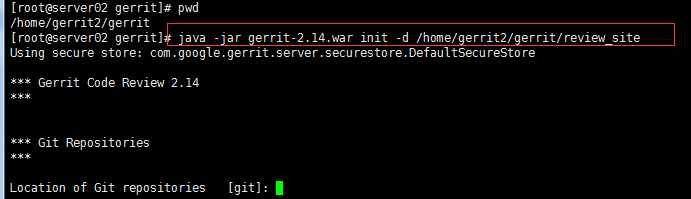 [root@server02 gerrit]# pwd
/home/gerrit2/gerrit
[root@server02 gerrit]# java -jar gerrit-2.14.war init -d /home/gerrit2/gerrit/review_site
Using secure store: com.google.gerrit.server.securestore.DefaultSecureStore
*** Gerrit Code Review 2.14
***
*** Git Repositories
***
Location of Git repositories   [git]: